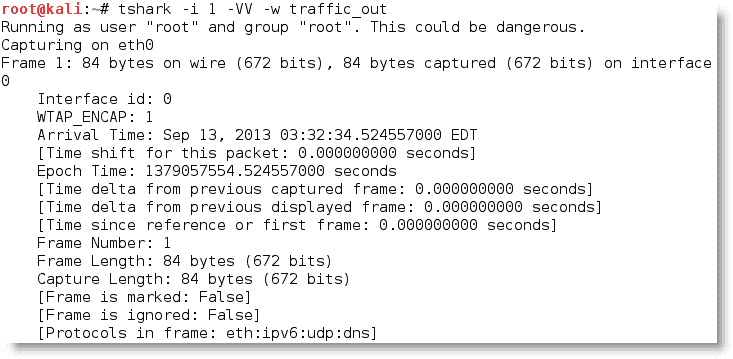 root@kali:~# tshark -i 1 -VV -w traffic_out
Running as user "root" and group "root". This could be dangerous.
Capturing on eth0
Frame 1: 84 bytes on wire (672 bits), 84 bytes captured (672 bits) on interface
0
    Interface id: 0
    WTAP_ENCAP: 1
    Arrival Time: Sep 13, 2013 03:32:34.524557000 EDT
    [Time shift for this packet: 0.000000000 seconds]
    Epoch Time: 1379057554.524557000 seconds
    [Time delta from previous captured frame: 0.000000000 seconds]
    [Time delta from previous displayed frame: 0.000000000 seconds]
    [Time since reference or first frame: 0.000000000 seconds]
    Frame Number: 1
    Frame Length: 84 bytes (672 bits)
    Capture Length: 84 bytes (672 bits)
    [Frame is marked: False]
    [Frame is ignored: False]
    [Protocols in frame: eth:ipv6:udp:dns]